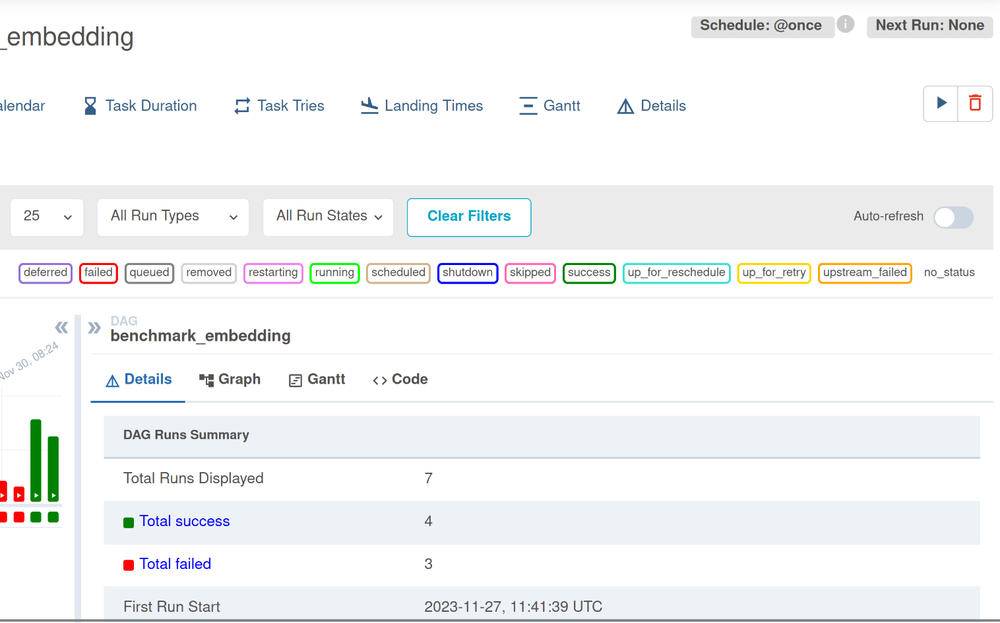 _embedding
Schedule: @once
Next Run: None
alendar
Task Duration
Task Tries
Landing Times
Gantt
Details
25
All Run Types
All Run States
Clear Filters
Auto-refresh
deferred
failed
queued
removed
restarting
running
scheduled
shutdown
skipped
success
up_for_reschedule
up_for_retry
upstream_failed
no_status
Nov 30, 08:24
DAG
benchmark_embedding
Details
Graph
Gantt
Code
DAG Runs Summary
Total Runs Displayed 7
Total success 4
Total failed 3
First Run Start 2023-11-27, 11:41:39 UTC